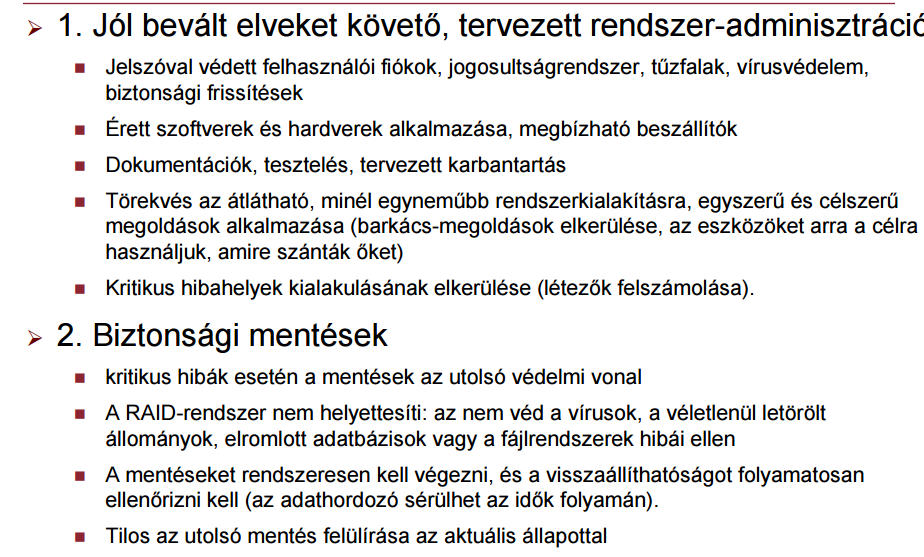 1. Jól bevált elveket követő, tervezett rendszer-adminisztráció
Jelszóval védett felhasználói fiókok, jogosultságrendszer, tűzfalak, vírusvédelem,
biztonsági frissítések
Érett szoftverek és hardverek alkalmazása, megbízható beszállítók
Dokumentációk, tesztelés, tervezett karbantartás
Törekvés az átlátható, minél egyneműbb rendszerkialakításra, egyszerű és célszerű
megoldások alkalmazása (barkács-megoldások elkerülése, az eszközöket arra a célra
használjuk, amire szánták őket)
Kritikus hibahelyek kialakulásának elkerülése (létezők felszámolása).
2. Biztonsági mentések
kritikus hibák esetén a mentések az utolsó védelmi vonal
A RAID-rendszer nem helyettesíti: az nem véd a vírusok, a véletlenül letörölt
állományok, elromlott adatbázisok vagy a fájlrendszerek hibái ellen
A mentéseket rendszeresen kell végezni, és a visszaállíthatóságot folyamatosan
ellenőrizni kell (az adathordozó sérülhet az idők folyamán).
Tilos az utolsó mentés felülírása az aktuális állapottal